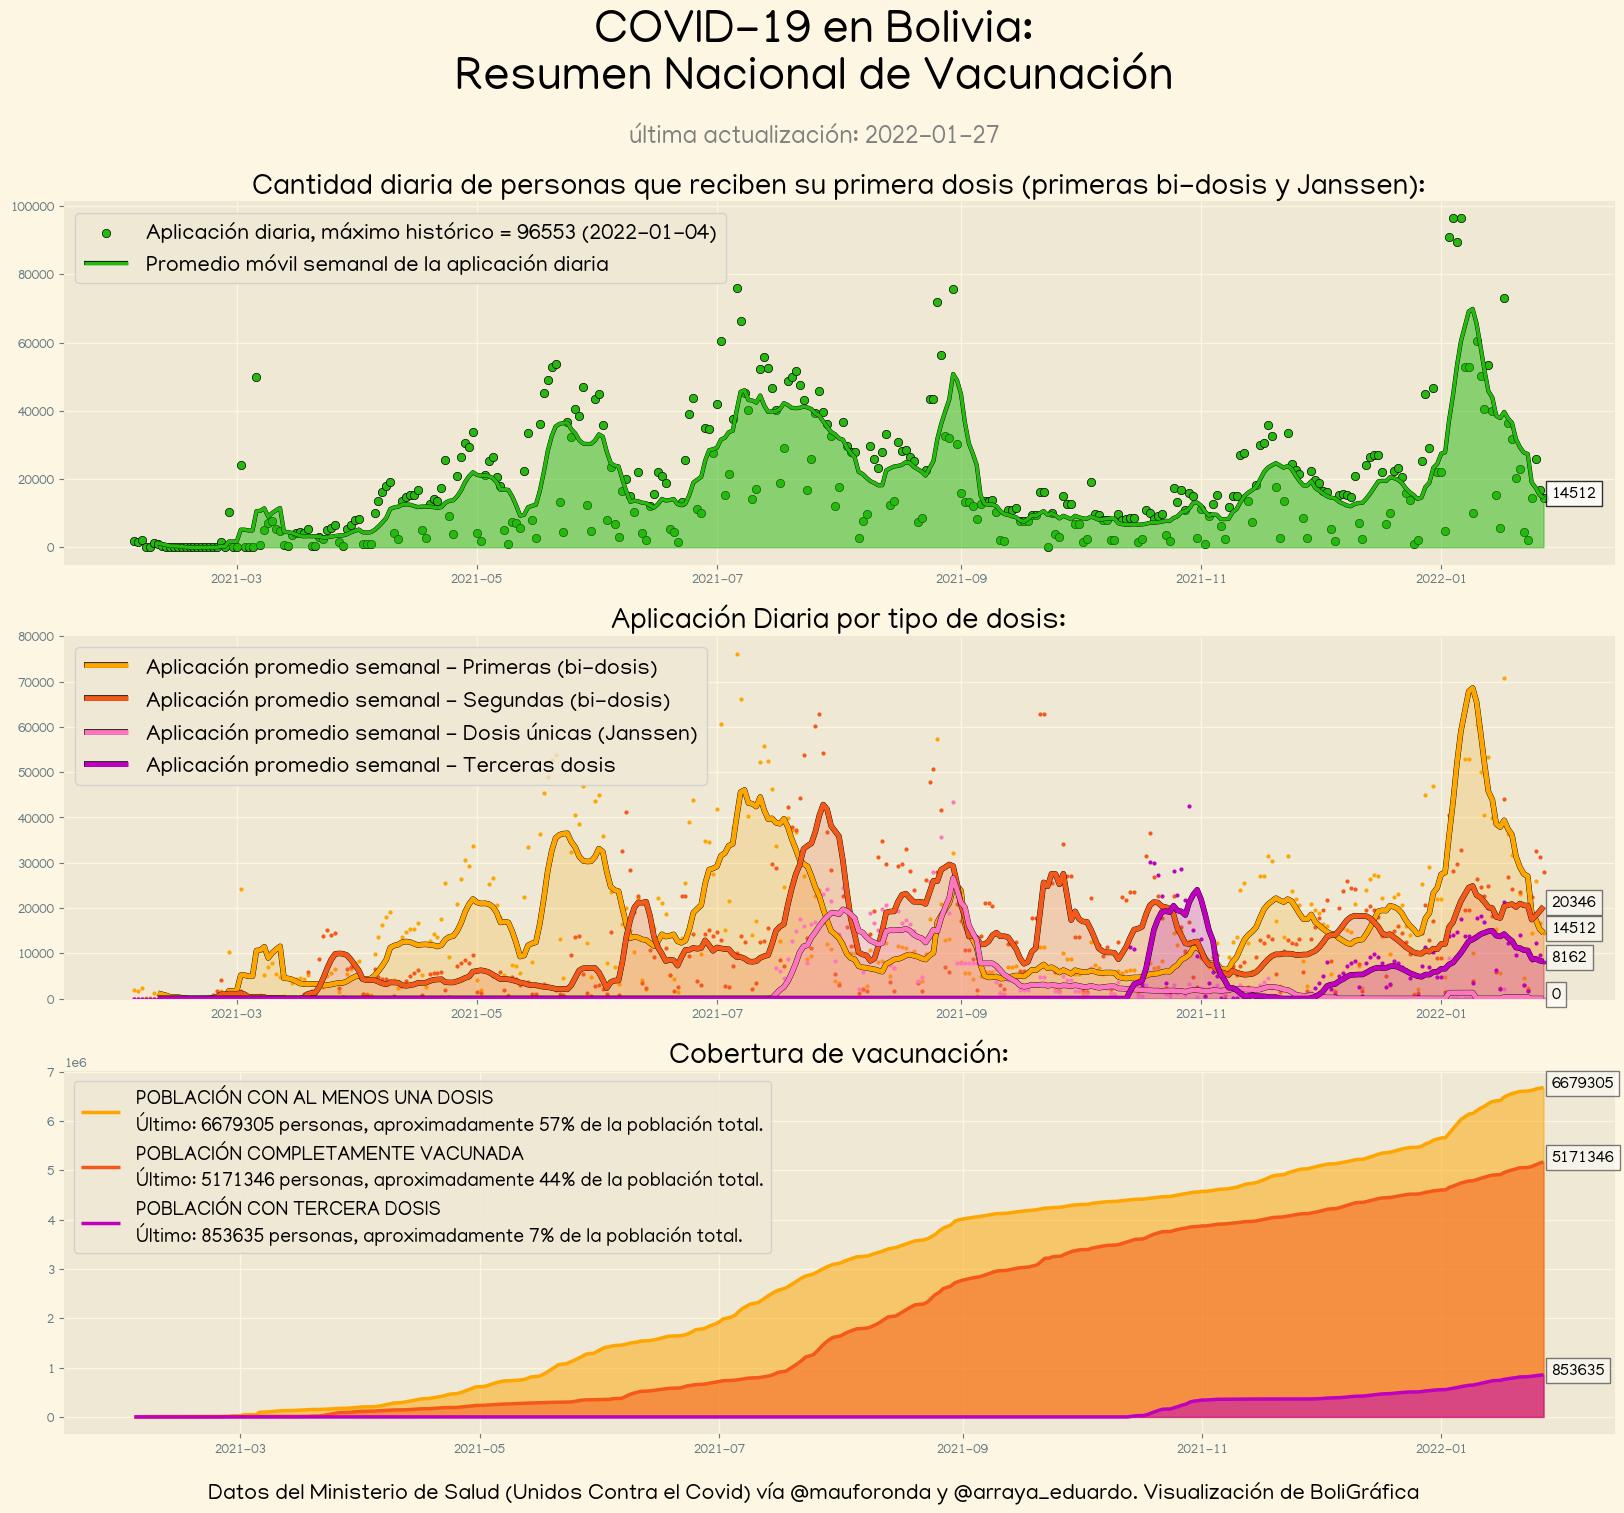 COVID-19 en Bolivia:
Resumen Nacional de Vacunación
última actualización: 2022-01-27
Cantidad diaria de personas que reciben su primera dosis (primeras bi-dosis y Janssen):
100000
80000
60000
40000
20000
0
Aplicación diaria, máximo histórico = 96553 (2022-01-04)
Promedio móvil semanal de la aplicación diaria
14512
2021-03
2021-05
2021-07
2021-09
2021-11
2022-01
Aplicación Diaria por tipo de dosis:
80000
70000
60000
50000
40000
30000
20000
10000
0
Aplicación promedio semanal - Primeras (bi-dosis)
Aplicación promedio semanal - Segundas (bi-dosis)
Aplicación promedio semanal - Dosis únicas (Janssen)
Aplicación promedio semanal - Terceras dosis
20346
14512
8162
0
2021-03
2021-05
2021-07
2021-09
2021-11
2022-01
Cobertura de vacunación:
1e6
7
6
5
4
3
2
1
0
POBLACIÓN CON AL MENOS UNA DOSIS
Último: 6679305 personas, aproximadamente 57% de la población total.
POBLACIÓN COMPLETAMENTE VACUNADA
Último: 5171346 personas, aproximadamente 44% de la población total.
POBLACIÓN CON TERCERA DOSIS
Último: 853635 personas, aproximadamente 7% de la población total.
6679305
5171346
853635
2021-03
2021-05
2021-07
2021-09
2021-11
2022-01
Datos del Ministerio de Salud (Unidos Contra el Covid) vía @mauforonda y @arraya_eduardo. Visualización de BoliGráfica